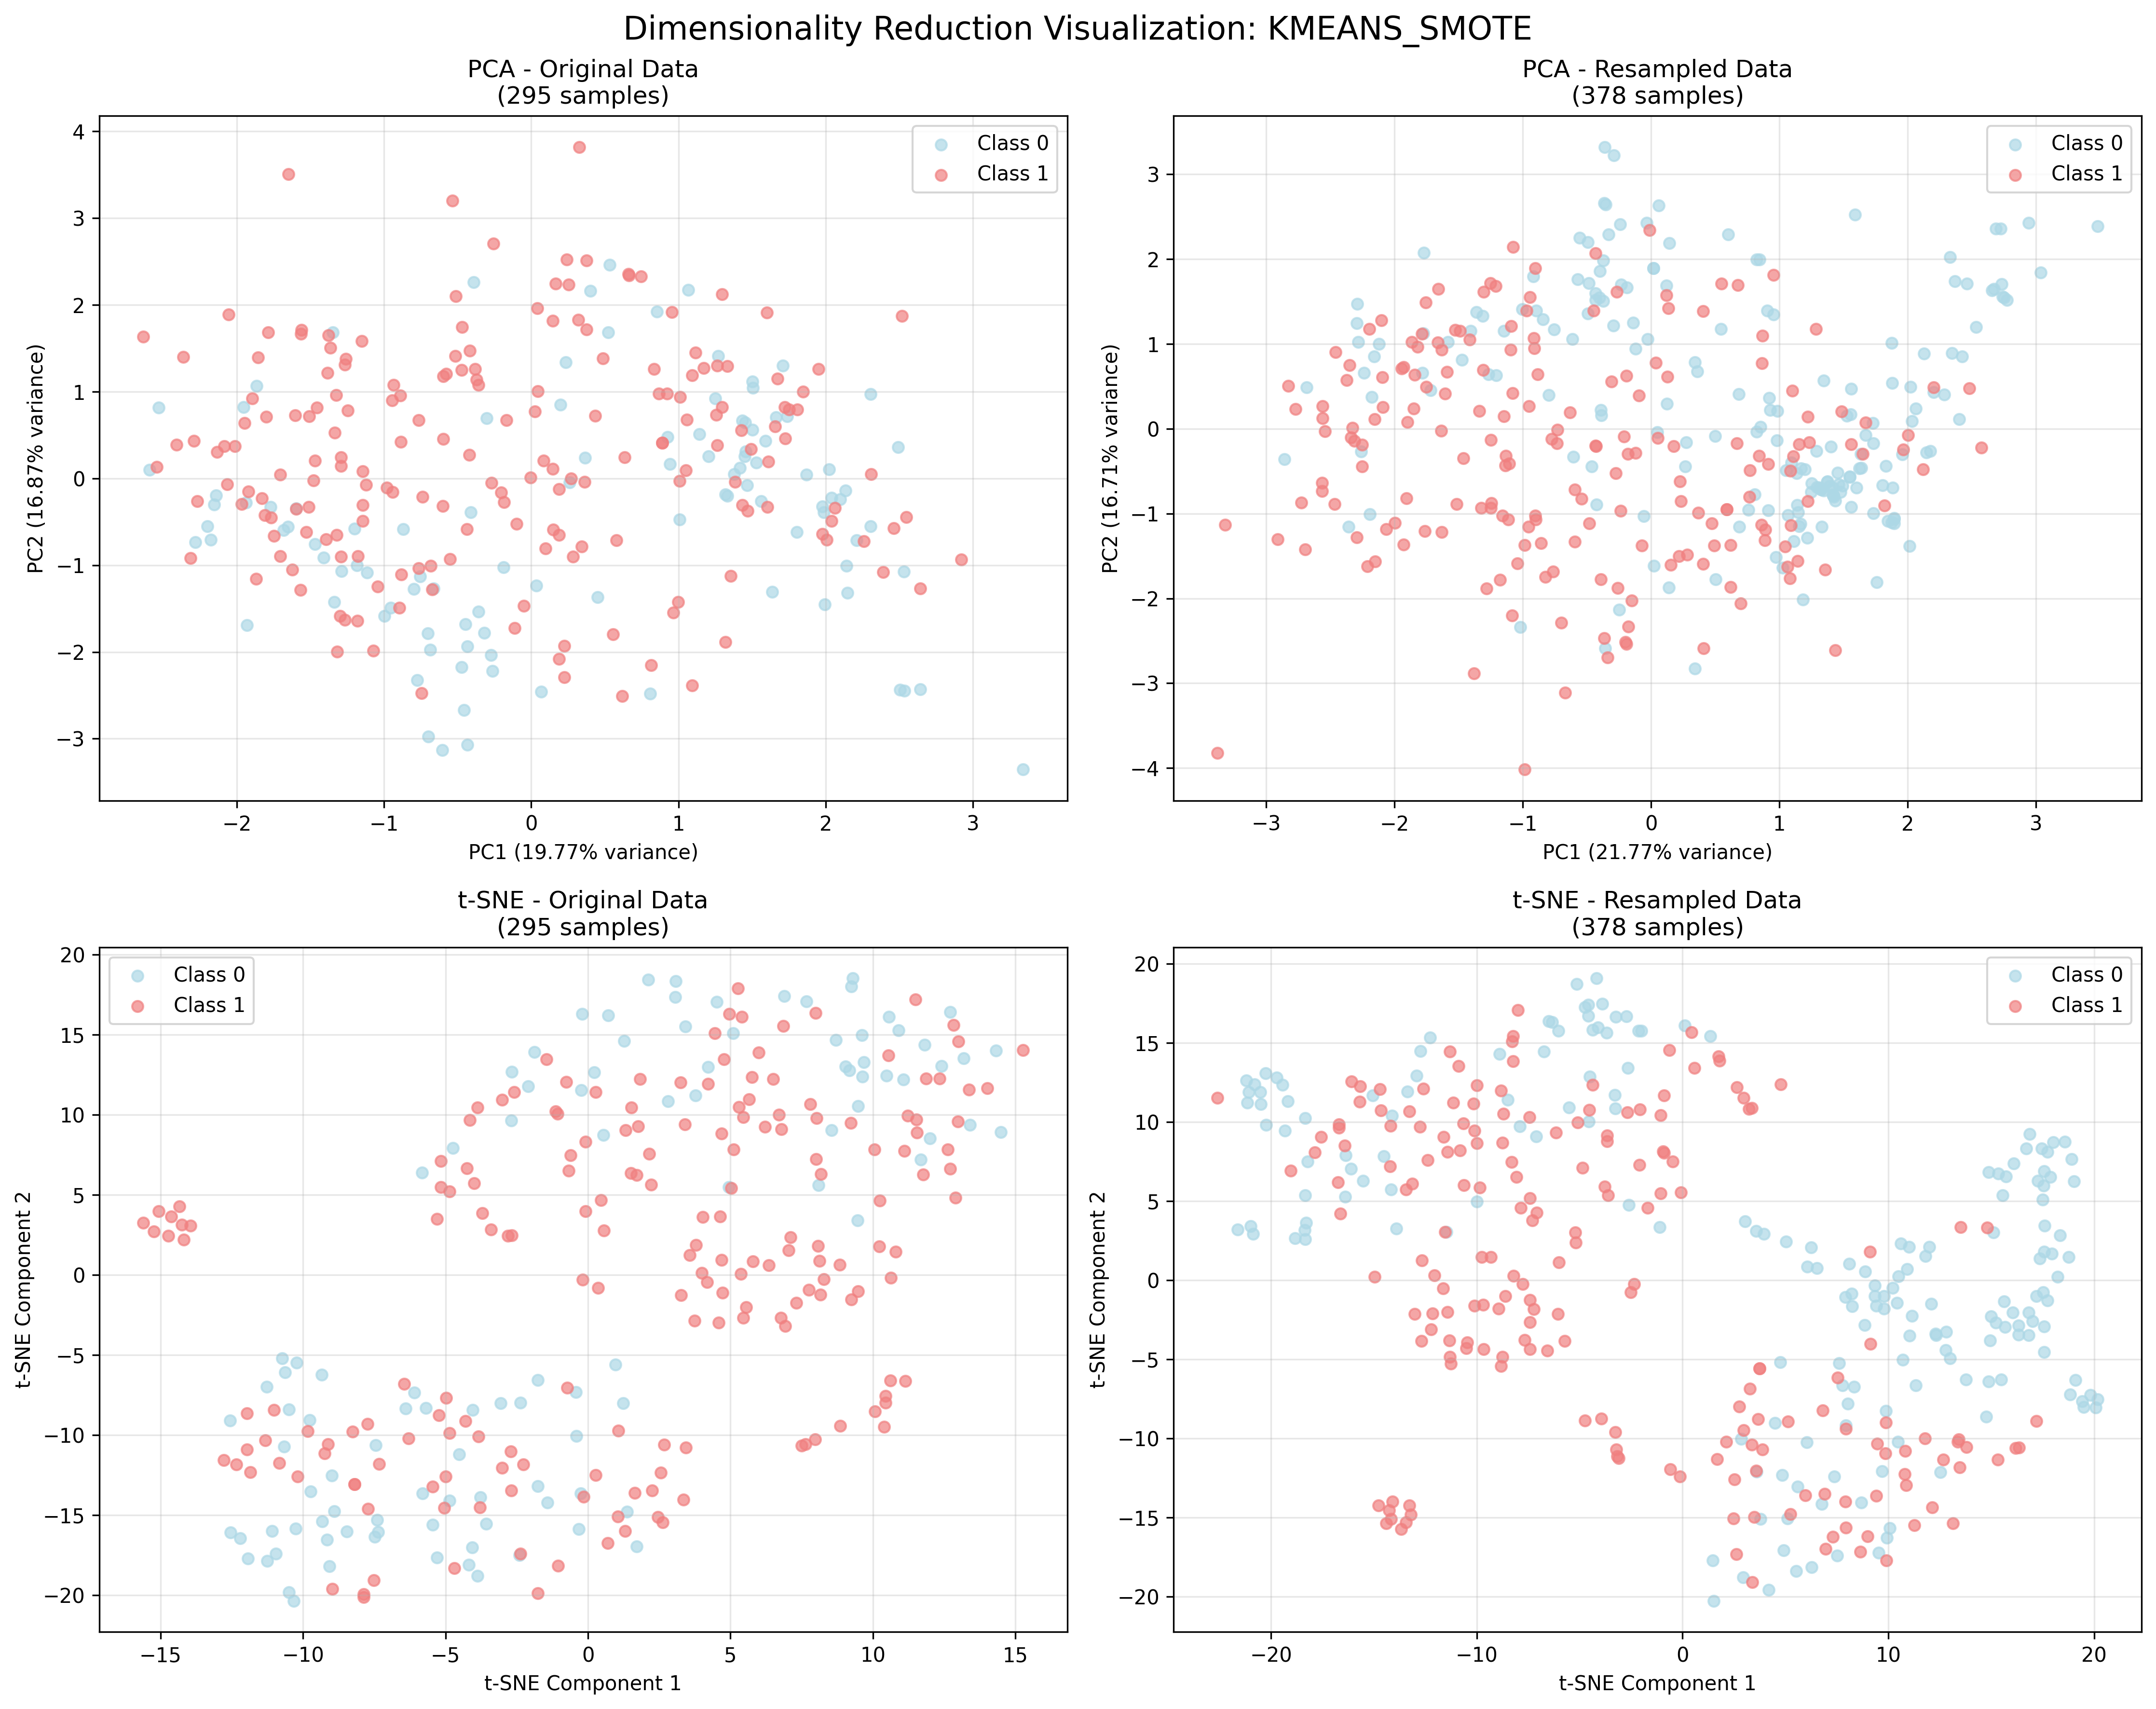 Dimensionality Reduction Visualization: KMEANS_SMOTE
PCA - Original Data
(295 samples)
Class 0
Class 1
4
3
2
1
0
−1
−2
−3
PC2 (16.87% variance)
−2
−1
0
1
2
3
PC1 (19.77% variance)
PCA - Resampled Data
(378 samples)
Class 0
Class 1
3
2
1
0
−1
−2
−3
−4
PC2 (16.71% variance)
−3
−2
−1
0
1
2
3
PC1 (21.77% variance)
t-SNE - Original Data
(295 samples)
Class 0
Class 1
20
15
10
5
0
−5
−10
−15
−20
t-SNE Component 2
−15
−10
−5
0
5
10
15
t-SNE Component 1
t-SNE - Resampled Data
(378 samples)
Class 0
Class 1
20
15
10
5
0
−5
−10
−15
−20
t-SNE Component 2
−20
−10
0
10
20
t-SNE Component 1